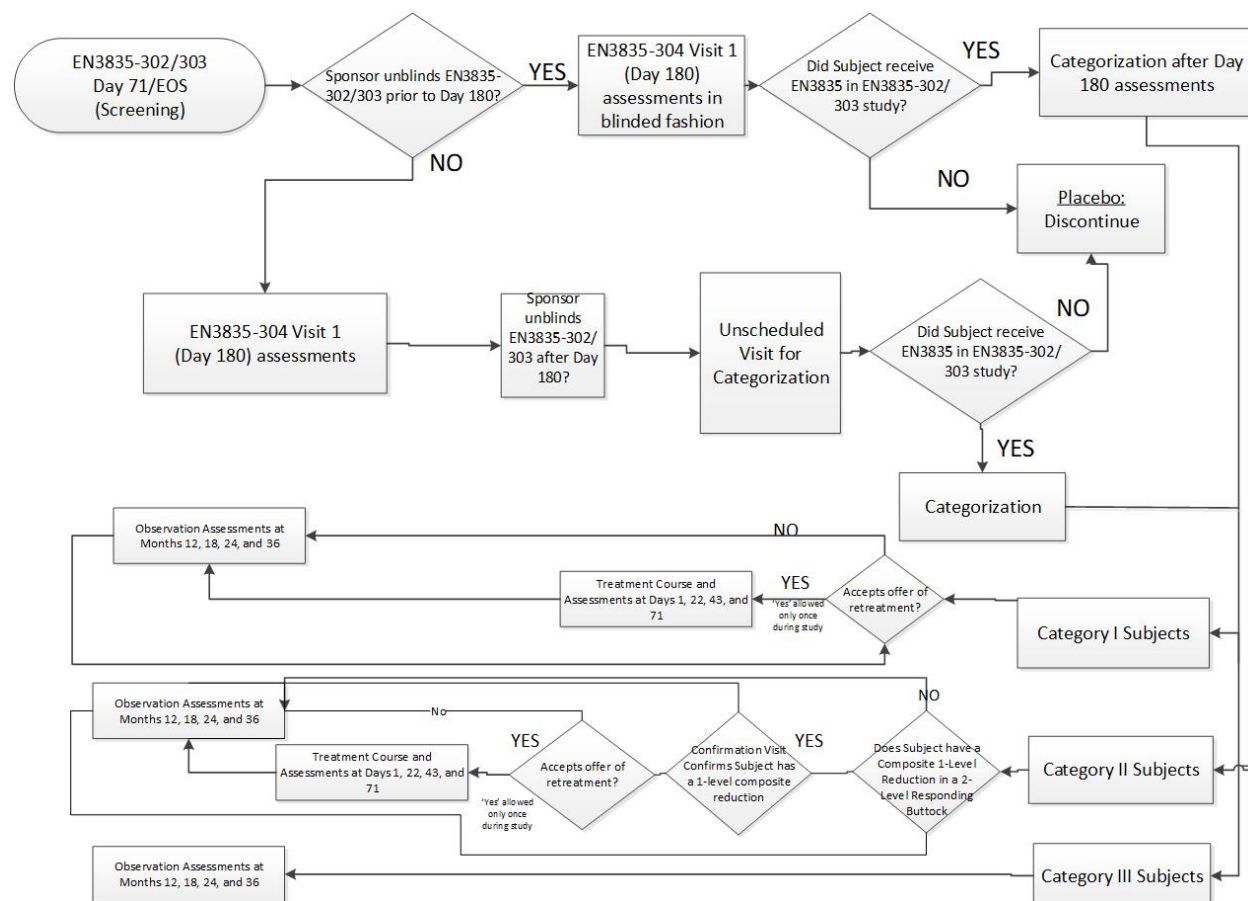 EN3835-302/303
Day 71/EOS
(Screening)
Sponsor unblinds EN3835-
302/303 prior to Day 180?
YES
EN3835-304 Visit 1
(Day 180)
assessments in
blinded fashion
Did Subject receive
EN3835 in EN3835-302/
303 study?
YES
Categorization after Day
180 assessments
NO
NO
Placebo:
Discontinue
EN3835-304 Visit 1
(Day 180) assessments
Sponsor
unblinds
EN3835-302/
303 after Day
180?
Unscheduled
Visit for
Categorization
Did Subject receive
EN3835 in EN3835-302/
303 study?
NO
YES
Categorization
Observation Assessments at
Months 12, 18, 24, and 36
NO
Treatment Course and
Assessments at Days 1, 22, 43, and
71
YES
'Yes' allowed
only once
during study
Accepts offer of
retreatment?
Category I Subjects
Observation Assessments at
Months 12, 18, 24, and 36
No
NO
Treatment Course and
Assessments at Days 1, 22, 43, and
71
YES
'Yes' allowed
only once
during study
Accepts offer of
retreatment?
Confirmation Visit
Confirms Subject has
a 1-level composite
reduction
YES
Does Subject have a
Composite 1-Level
Reduction in a 2-
Level Responding
Buttock
Category II Subjects
Observation Assessments at
Months 12, 18, 24, and 36
Category III Subjects